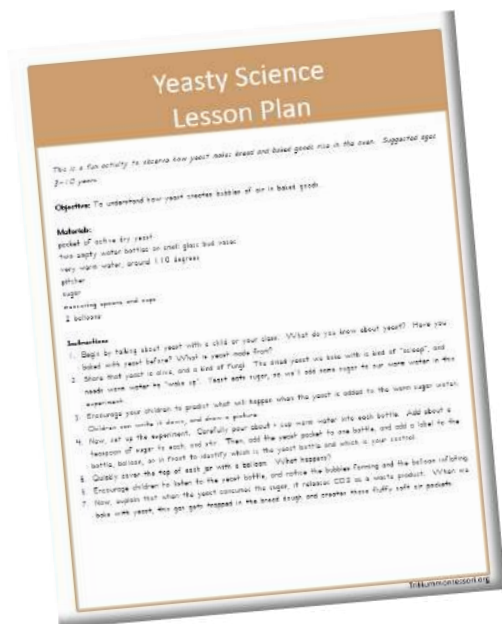 Yeasty Science
Lesson Plan
This is a fun activity to observe how yeast makes bread and baked goods rise in the oven. Suggested ages
3-10 years.
Objective: To understand how yeast creates bubbles of air in baked goods.
Materials:
packet of active dry yeast
two empty water bottles or small glass bud vases
very warm water, around 110 degrees
pitcher
sugar
measuring spoons and cups
2 balloons
Instructions
1. Begin by talking about yeast with a child or your class. What do you know about yeast? Have you
baked with yeast before? What is yeast made from?
2. Share that yeast is alive, and a kind of fungi. The dried yeast we bake with is kind of "asleep", and
needs warm water to "wake up". Yeast eats sugar, so we'll add some sugar to our warm water in this
experiment.
3. Encourage your children to predict what will happen when the yeast is added to the warm sugar water.
Children can write it down, and draw a picture.
4. Now, set up the experiment. Carefully pour about cup warm water into each bottle. Add about a
teaspoon of sugar to each, and stir. Then, add the yeast packet to one bottle, and add a label to the
bottle, balloon, or in front to identify which is the yeast bottle and which is your control.
5. Quickly cover the top of each jar with a balloon. What happens?
6. Encourage children to listen to the yeast bottle, and notice the bubbles forming and the balloon inflating.
7. Now, explain that when the yeast consumes the sugar, it releases CO2 as a waste product. When we
bake with yeast, this gas gets trapped in the bread dough and creates those fluffy soft air pockets.
Trilliummontessori.org